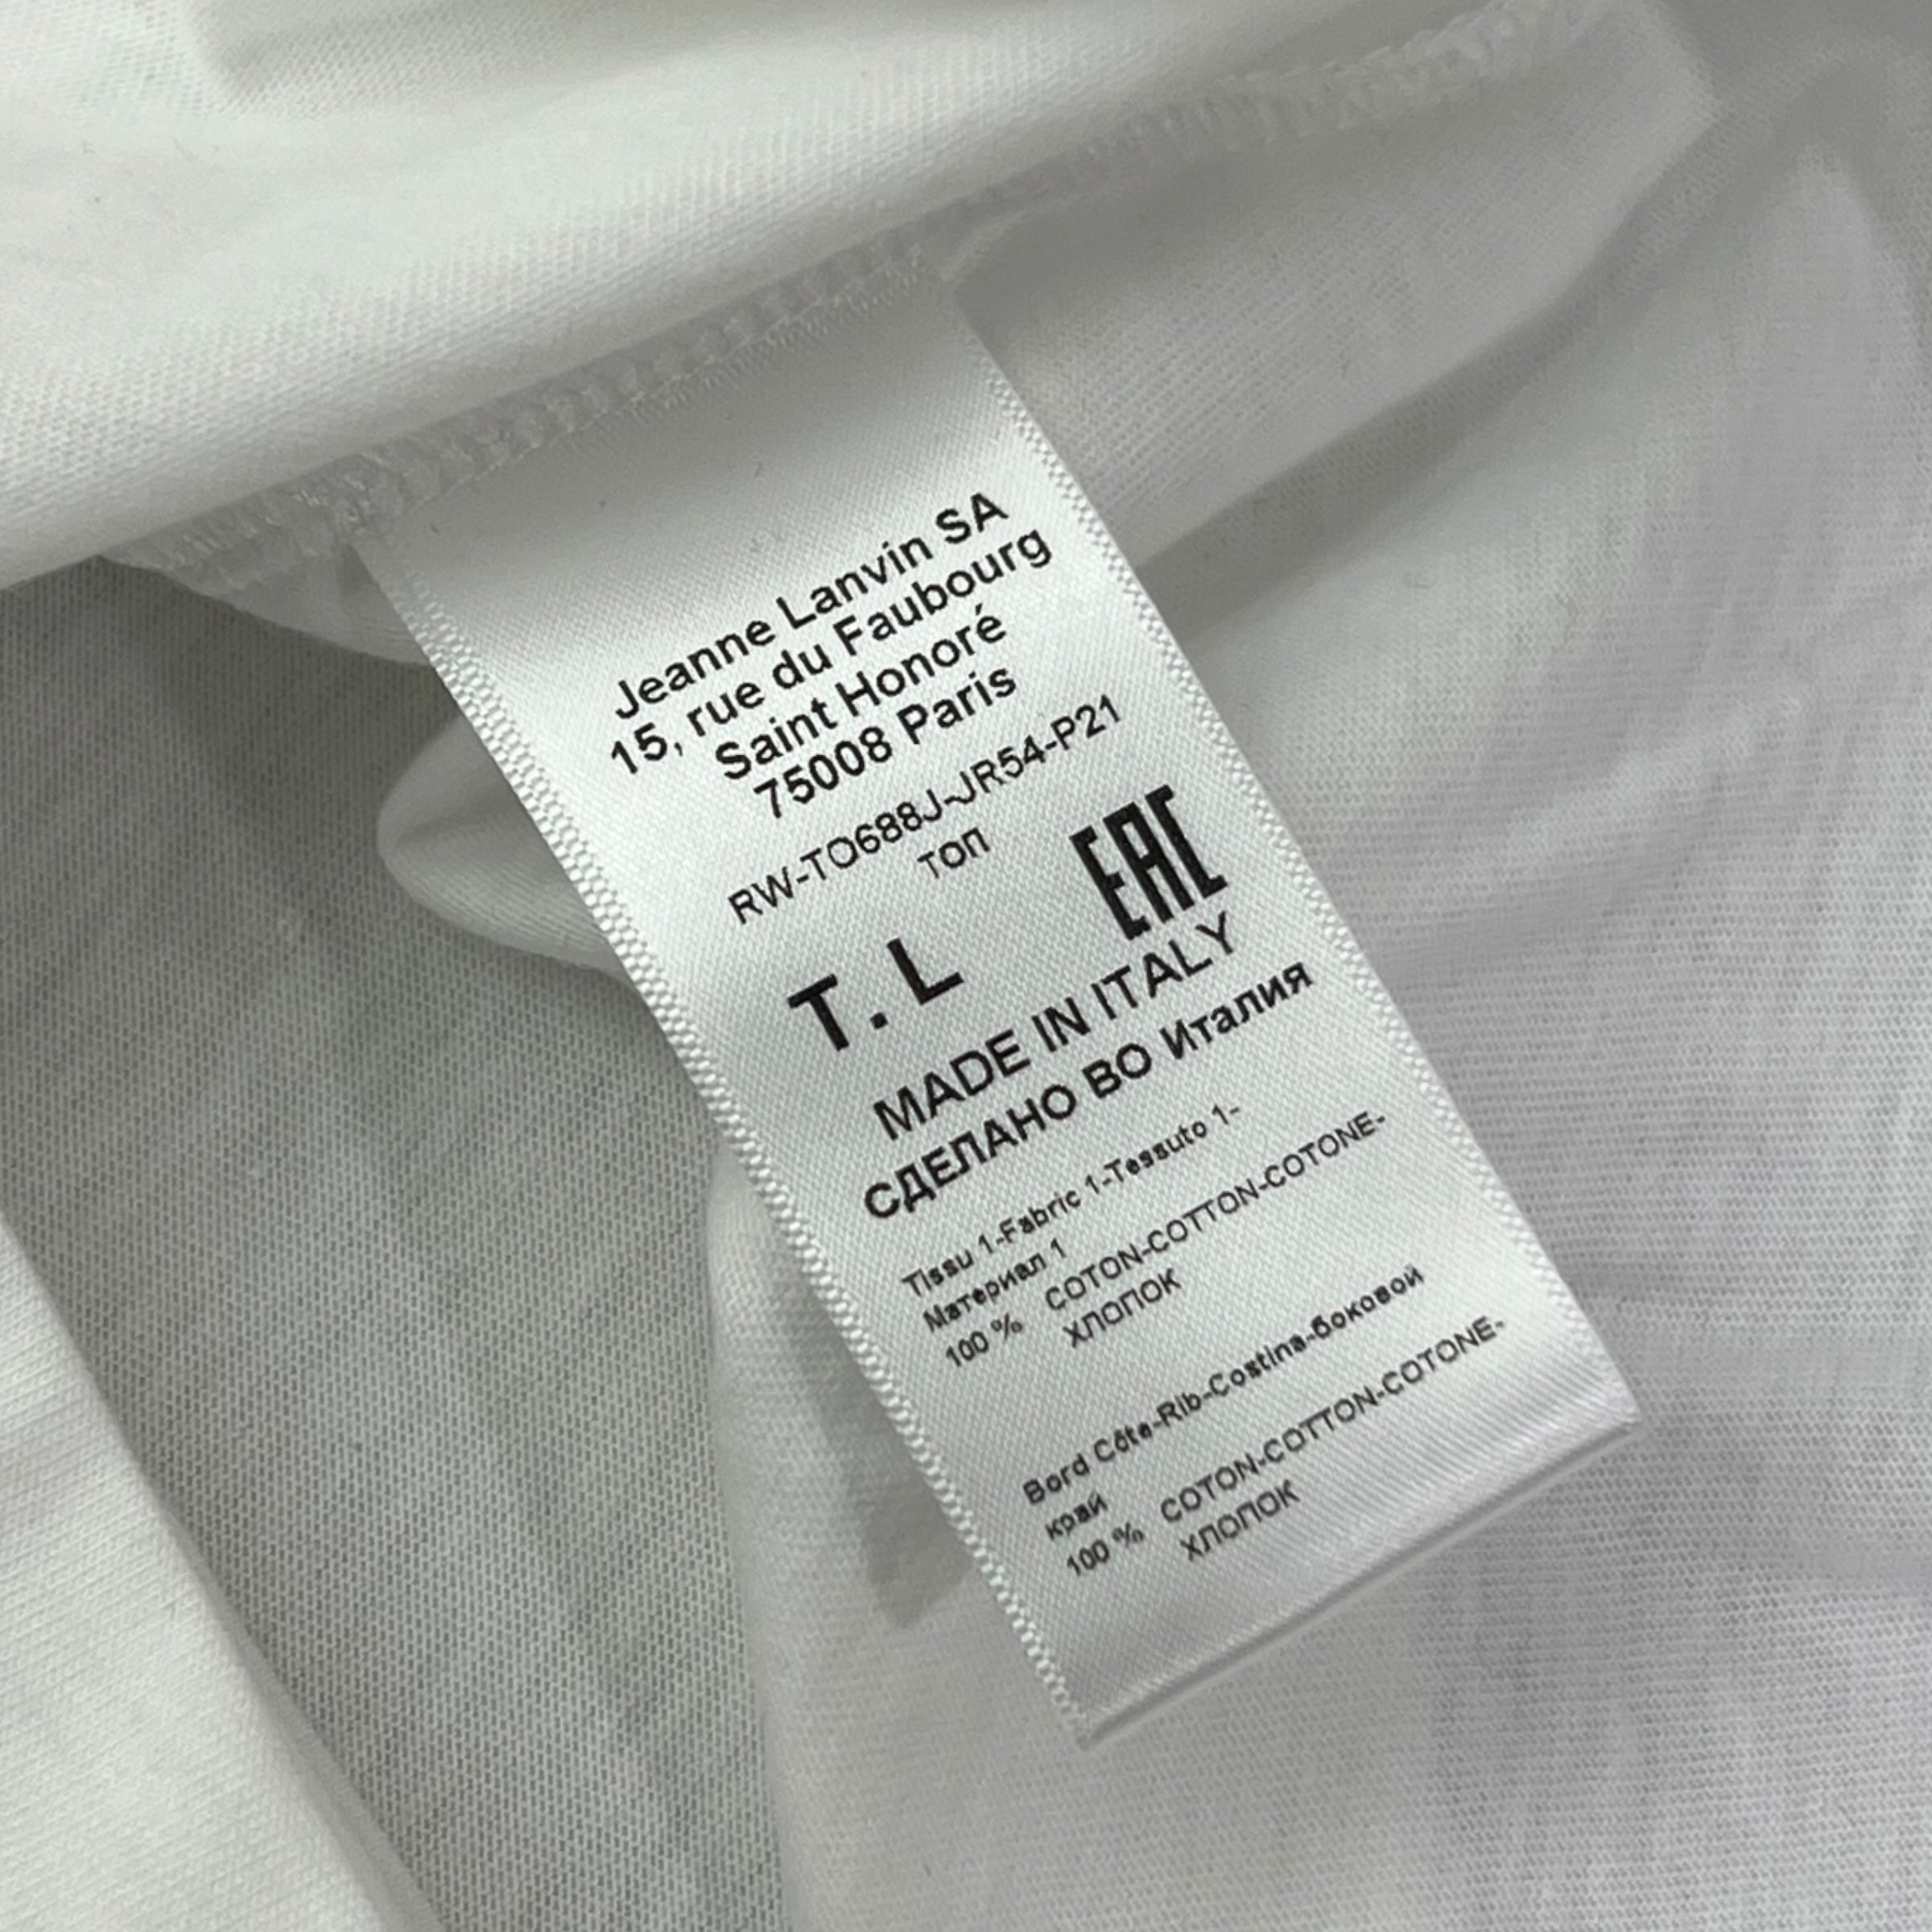 Jeanne Lanvin SA
15, rue du Faubourg
Saint Honoré
75008 Paris
RW-TO688J-JR54-P21
ТОП
T. L EAC
MADE IN ITALY
СДЕЛАНО ВО Италия
Tissu 1-Fabric 1-Tessuto 1-
Материал 1
100 % COTON-COTTON-COTONE-
ХЛОПОК
Bord Côte-Rib-Costina-боковой
край
100 % COTON-COTTON-COTONE-
ХЛОПОК